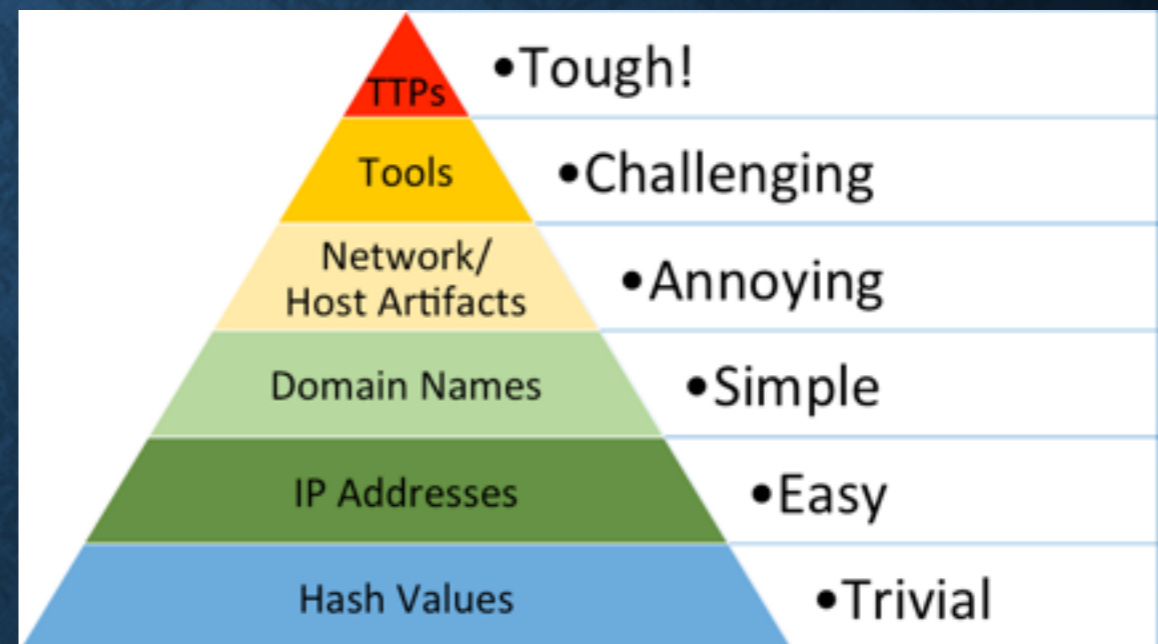 TTPs
•Tough!
Tools
•Challenging
Network/
Host Artifacts
•Annoying
Domain Names
•Simple
IP Addresses
•Easy
Hash Values
•Trivial